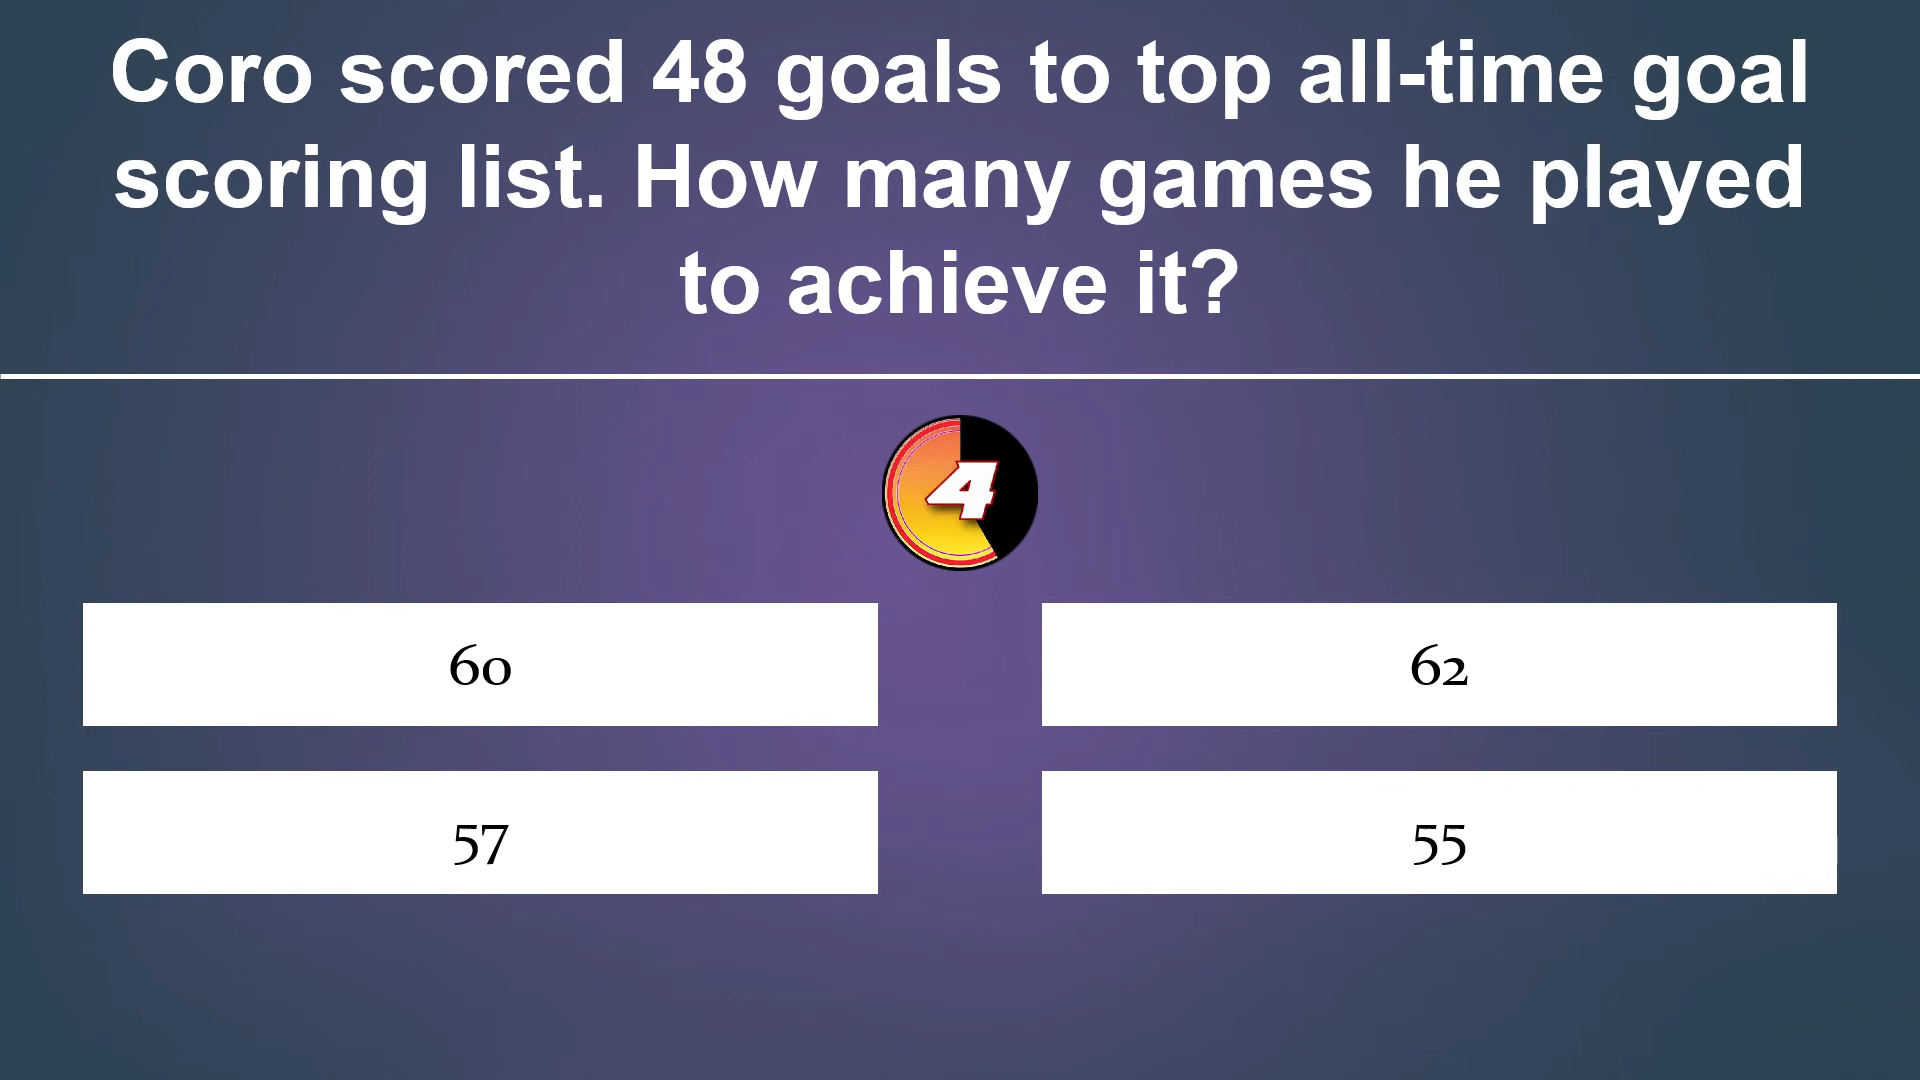 Coro scored 48 goals to top all-time goal
scoring list. How many games he played
to achieve it?
4
60
62
57
55